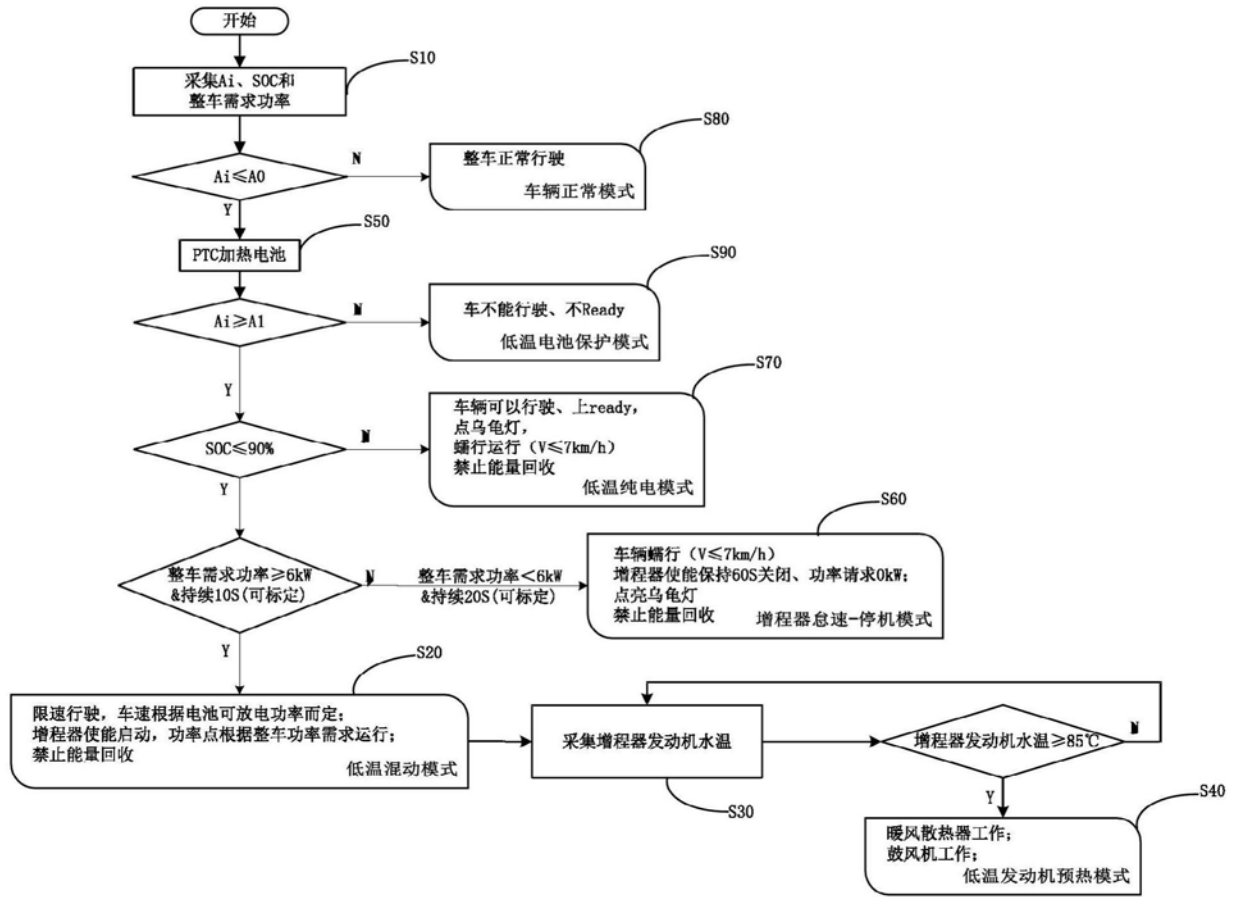 开始
S10
采集Ai、SOC和
整车需求功率
S80
Ai≤A0
N
整车正常行驶
车辆正常模式
Y
S50
PTC加热电池
S90
Ai≥A1
N
车不能行驶、不Ready
低温电池保护模式
S70
Y
SOC≤90%
N
车辆可以行驶、上ready，
点乌龟灯，
蠕行运行（V≤7km/h）
禁止能量回收
低温纯电模式
Y
S60
整车需求功率≥6kW
&持续10S(可标定)
N
整车需求功率＜6kW
&持续20S(可标定)
车辆蠕行（V≤7km/h）
增程器使能保持60S关闭、功率请求0kW；
点亮乌龟灯
禁止能量回收
增程器怠速-停机模式
Y
S20
限速行驶，车速根据电池可放电功率而定；
增程器使能启动，功率点根据整车功率需求运行；
禁止能量回收
低温混动模式
采集增程器发动机水温
S30
增程器发动机水温≥85℃
N
Y
S40
暖风散热器工作；
鼓风机工作；
低温发动机预热模式